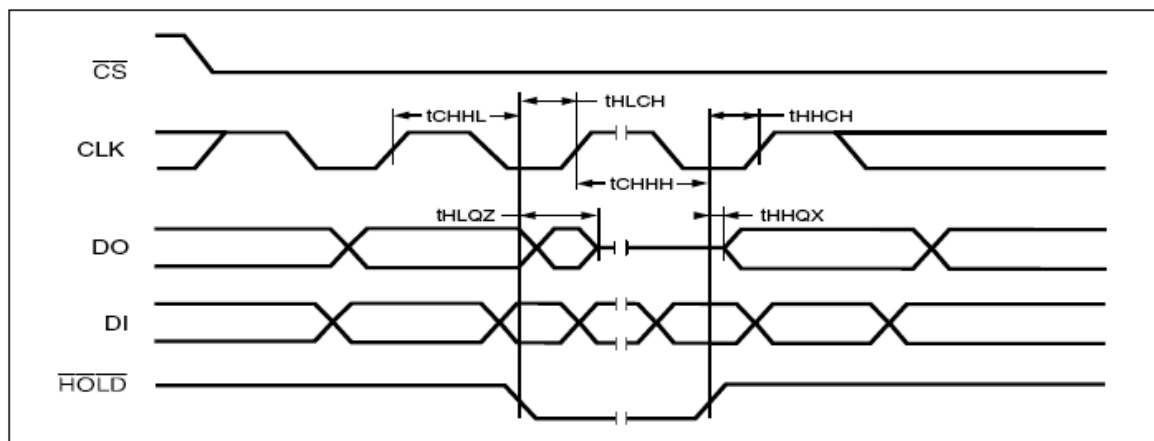 CS
tHLCH
tCHHL
tHHCH
CLK
tCHHH
tHLQZ
tHHQX
DO
DI
HOLD